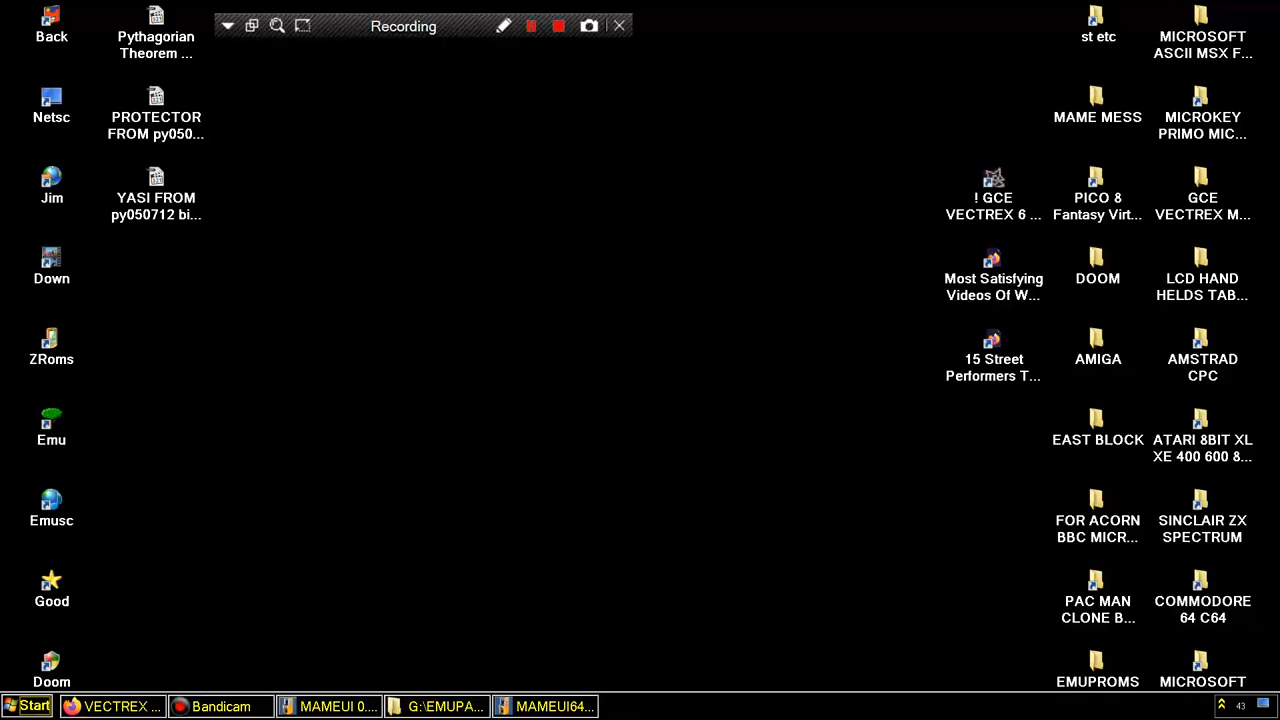 Recording
Back
Netsc
Jim
Down
ZRoms
Emu
Emusc
Good
Doom
Pythagorian
Theorem ...
PROTECTOR
FROM py050...
YASI FROM
py050712 bi...
! GCE
VECTREX 6 ...
Most Satisfying
Videos Of W...
15 Street
Performers T...
st etc
MAME MESS
PICO 8
Fantasy Virt...
DOOM
AMIGA
EAST BLOCK
FOR ACORN
BBC MICR...
PAC MAN
CLONE B...
EMUPROMS
MICROSOFT
ASCII MSX F...
MICROKEY
PRIMO MIC...
GCE
VECTREX M...
LCD HAND
HELDS TAB...
AMSTRAD
CPC
ATARI 8BIT XL
XE 400 600 8...
SINCLAIR ZX
SPECTRUM
COMMODORE
64 C64
MICROSOFT
Start
VECTREX ...
Bandicam
MAMEUI 0....
G:\EMUPA...
MAMEUI64...
43